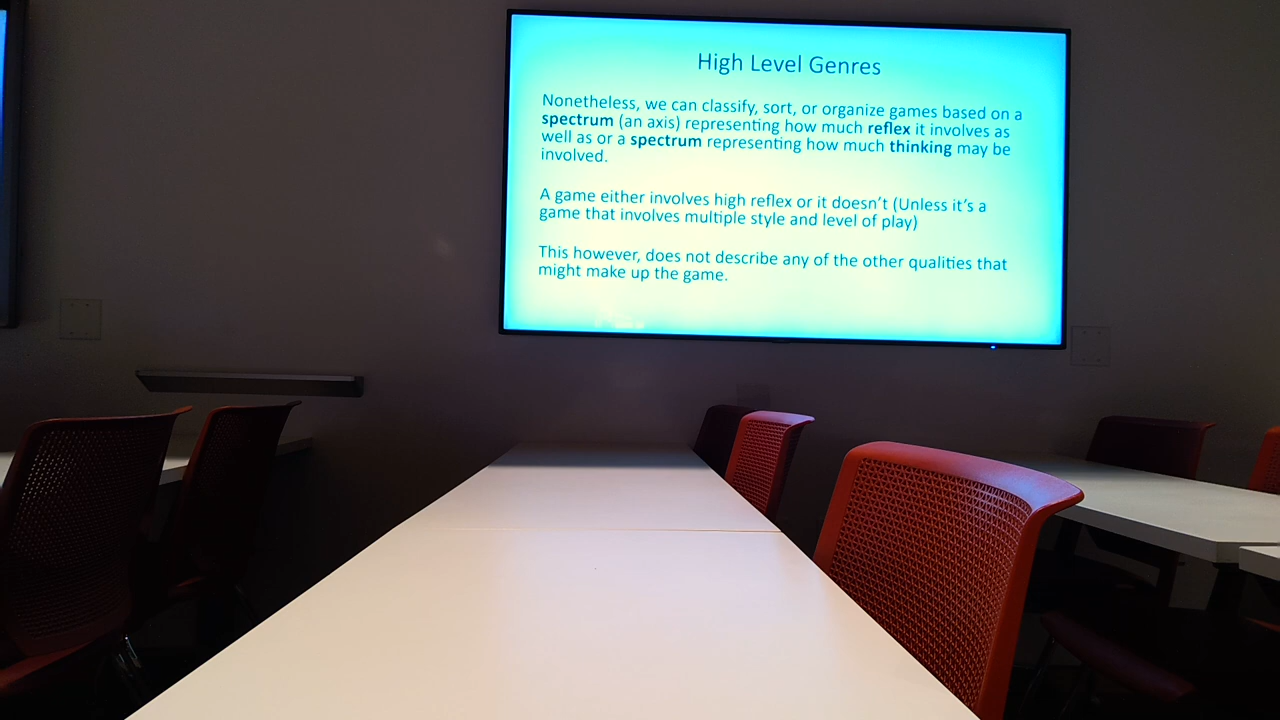 High Level Genres
Nonetheless, we can classify, sort, or organize games based on a
spectrum (an axis) representing how much reflex it involves as
well as or a spectrum representing how much thinking may be
involved.
A game either involves high reflex or it doesn't (Unless it's a
game that involves multiple style and level of play)
This however, does not describe any of the other qualities that
might make up the game.